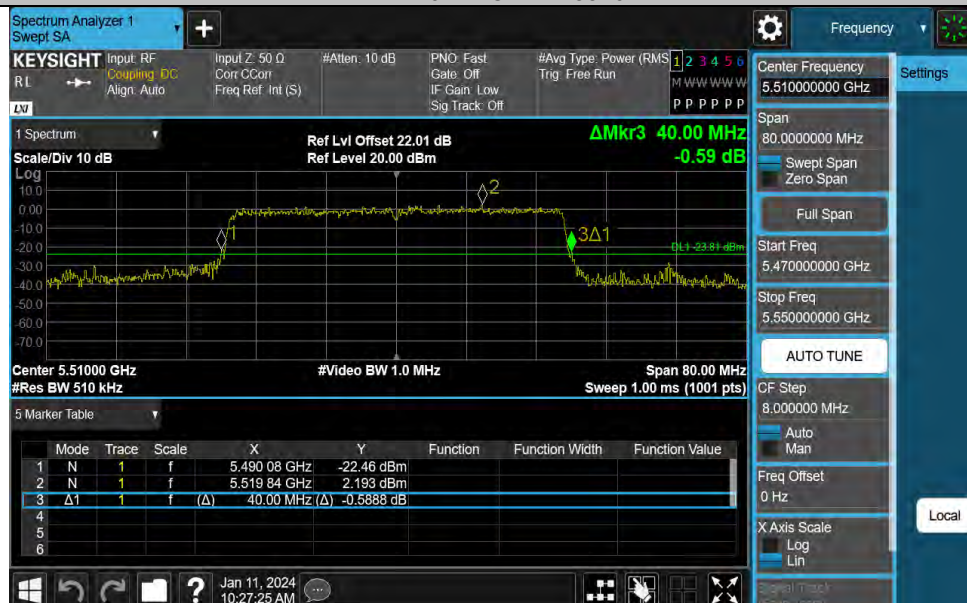 Spectrum Analyzer 1
Swept SA
+
Frequency
KEYSIGHT
Input: RF
Input Z: 50 Ω
#Atten: 10 dB
PNO: Fast
#Avg Type: Power (RMS
1 2 3 4 5 6
RL
Coupling: DC
Corr CCorr
Gate: Off
Trig: Free Run
M W W W W W
Align: Auto
Freq Ref: Int (S)
IF Gain: Low
LXI
Sig Track: Off
P P P P P P
Center Frequency
5.510000000 GHz
Settings
Span
80.0000000 MHz
Swept Span
Zero Span
Full Span
Start Freq
5.470000000 GHz
Stop Freq
5.550000000 GHz
AUTO TUNE
CF Step
8.000000 MHz
Auto
Man
Freq Offset
0 Hz
X Axis Scale
Log
Lin
Signal Track
Local
1 Spectrum
Ref Lvl Offset 22.01 dB
ΔMkr3 40.00 MHz
Scale/Div 10 dB
Ref Level 20.00 dBm
-0.59 dB
Log
10.0
0.00
-10.0
-20.0
-30.0
-40.0
-50.0
-60.0
-70.0
1
2
3Δ1
DL1 -23.81 dBm
Center 5.51000 GHz
#Video BW 1.0 MHz
Span 80.00 MHz
#Res BW 510 kHz
Sweep 1.00 ms (1001 pts)
5 Marker Table
Mode Trace Scale X Y Function Function Width Function Value
1 N 1 f 5.490 08 GHz -22.46 dBm
2 N 1 f 5.519 84 GHz 2.193 dBm
3 Δ1 1 f (Δ) 40.00 MHz (Δ) -0.5888 dB
4
5
6
?
Jan 11, 2024
10:27:25 AM